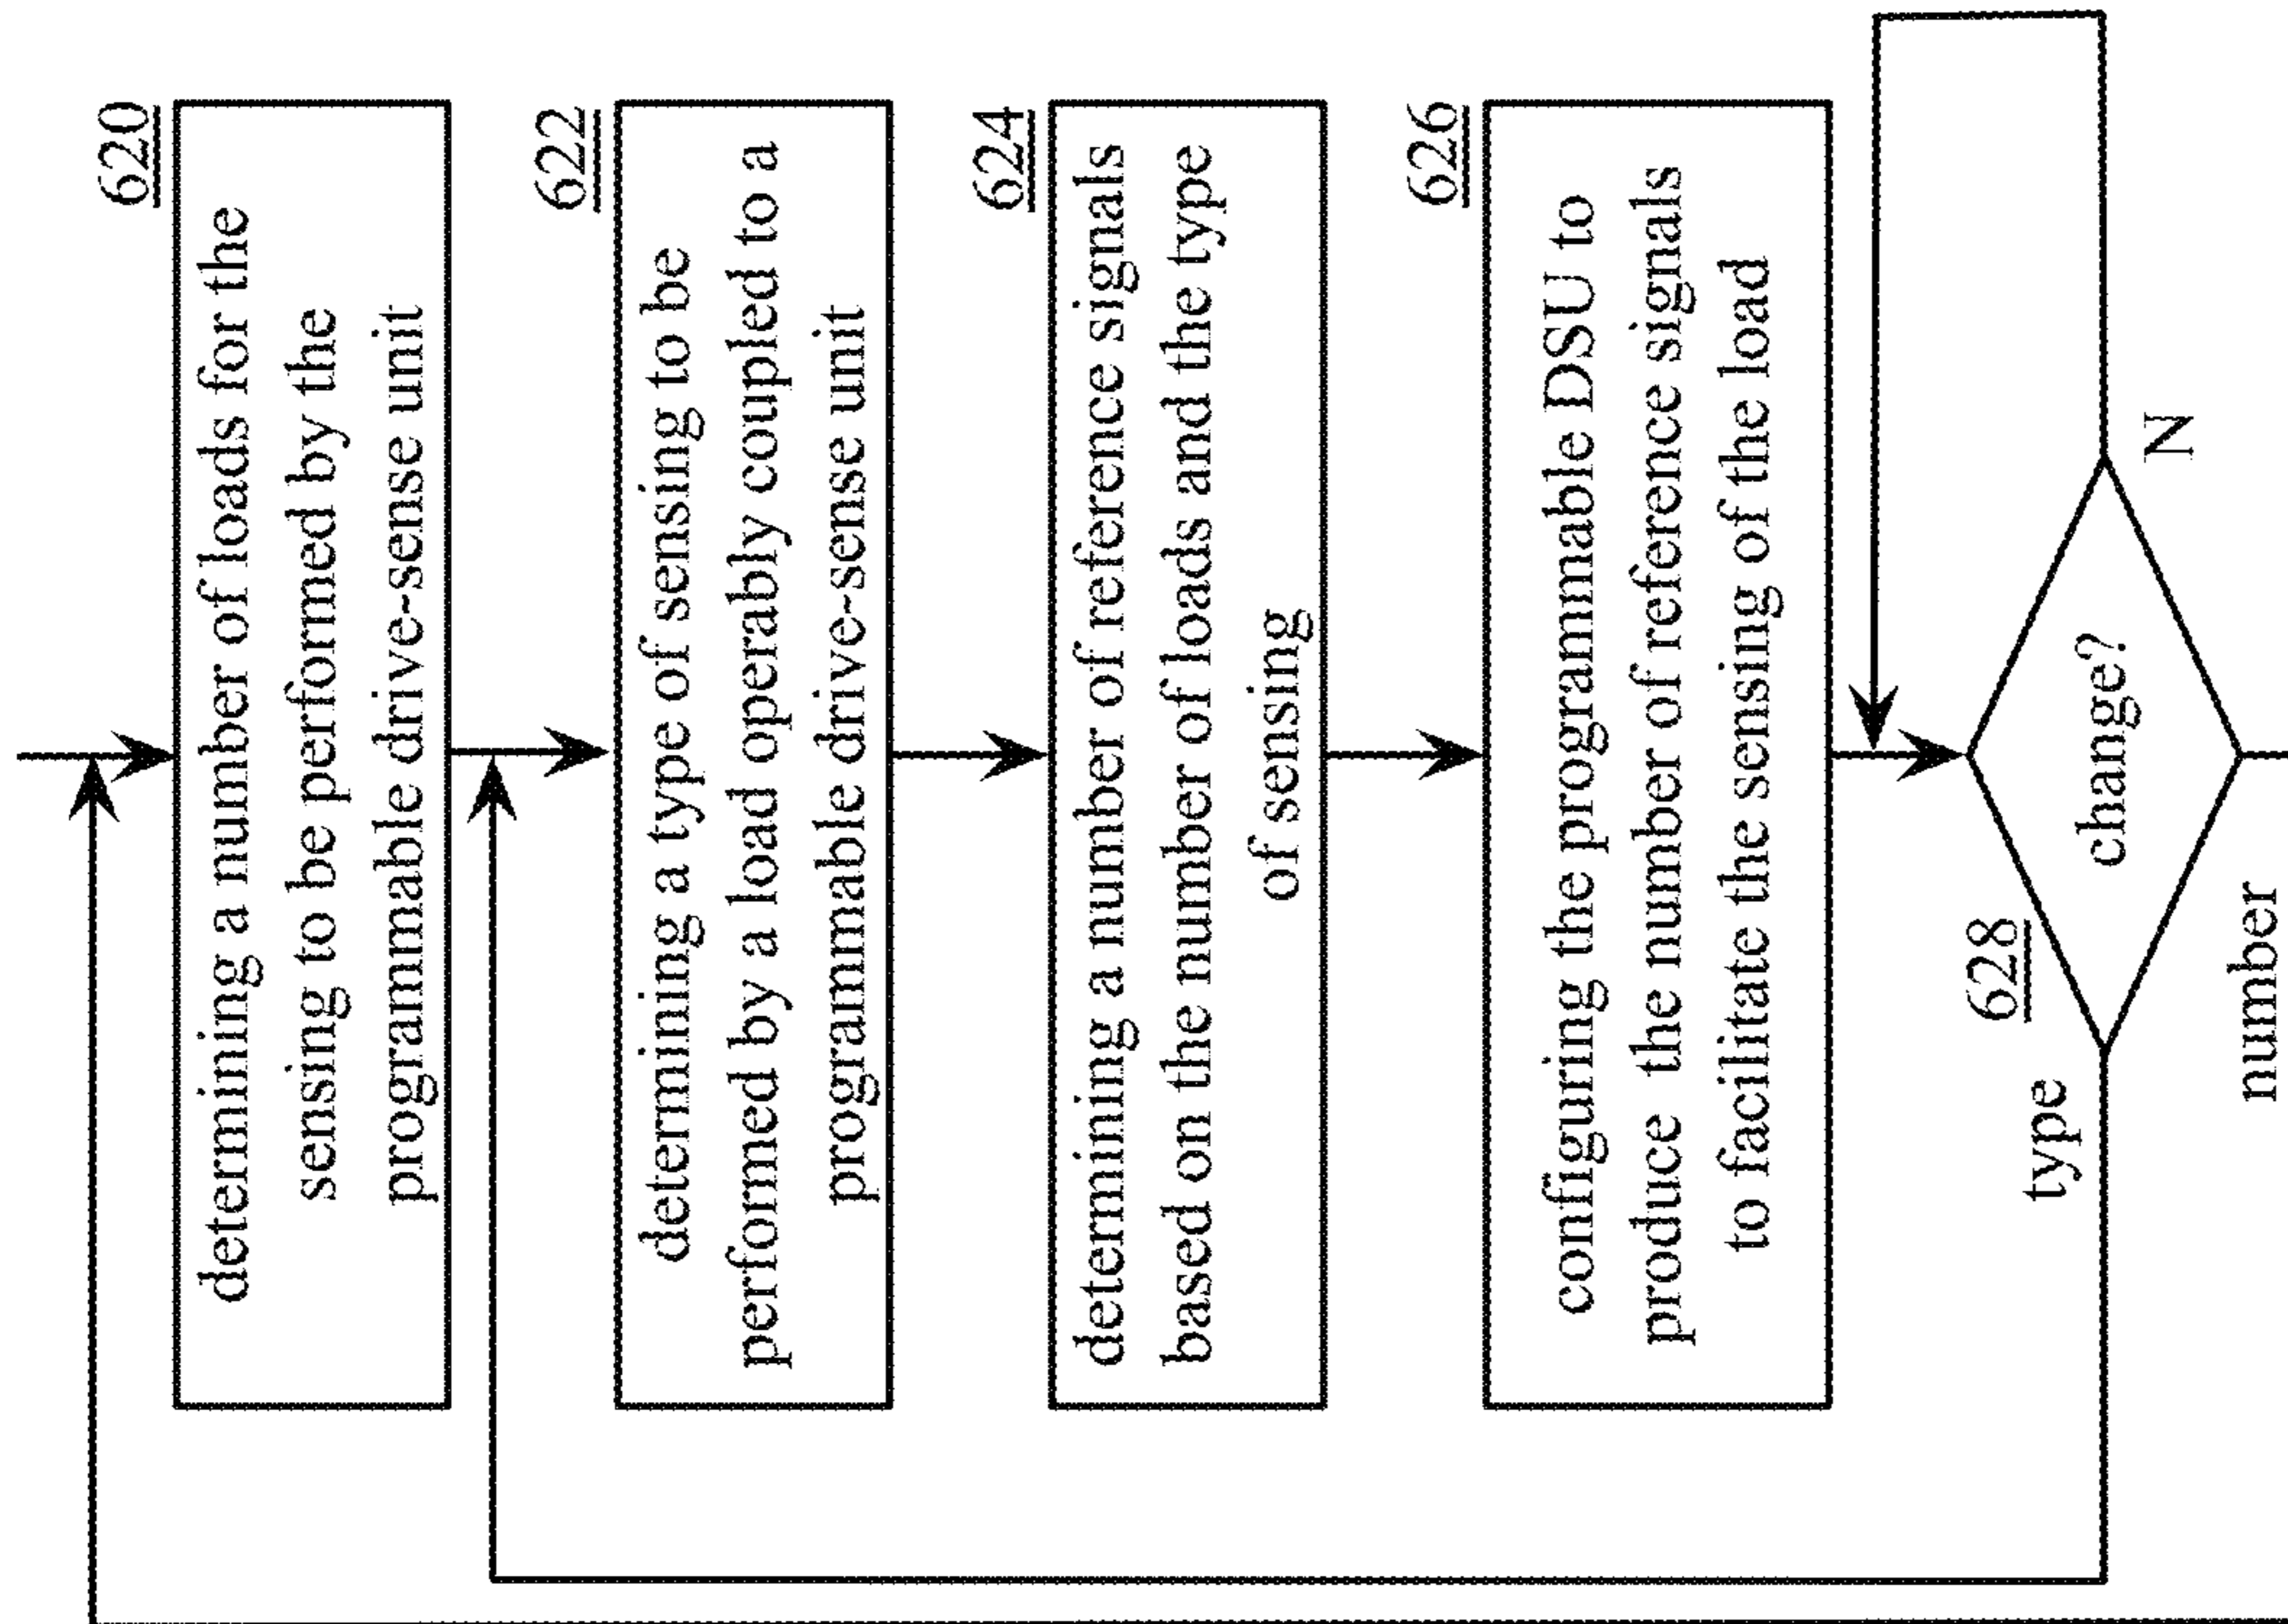 620
determining a number of loads for the
sensing to be performed by the
programmable drive-sense unit
622
determining a type of sensing to be
performed by a load operably coupled to a
programmable drive-sense unit
624
determining a number of reference signals
based on the number of loads and the type
of sensing
626
configuring the programmable DSU to
produce the number of reference signals
to facilitate the sensing of the load
628
change?
type
N
number